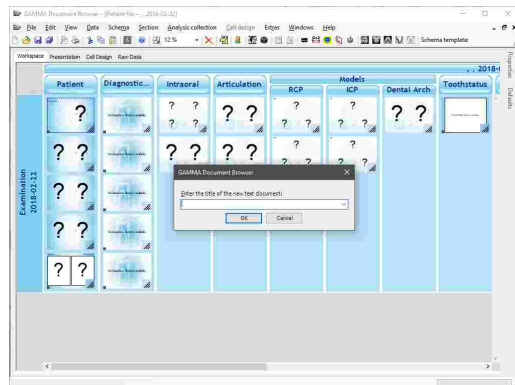 GAMMA Document Browser - [Patient file - , , 2018-02-22]
File Edit View Data Schema Section Analysis-collection Cell-design Extras Windows Help
12 % Schema template:
Workspace Presentation Cell Design Raw Data
Properties
Defaults
, , 2018-
Patient Diagnostic... Intraoral Articulation Models Toothstatus
RCP ICP Dental Arch
Examination
2018-02-22
? ? ? ? ? ? ? ? ?
? ? ? ? ? ?
? ? ? ? ? ? ? ?
? ? ? ?
GAMMA Document Browser
Enter the title of the new text document:
OK Cancel
? ?
? ?
? ?